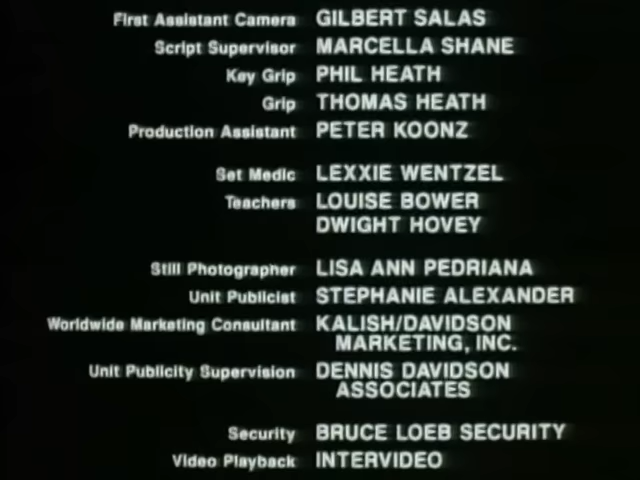 First Assistant Camera GILBERT SALAS
Script Supervisor MARCELLA SHANE
Key Grip PHIL HEATH
Grip THOMAS HEATH
Production Assistant PETER KOONZ
Set Medic LEXXIE WENTZEL
Teachers LOUISE BOWER
DWIGHT HOVEY
Still Photographer LISA ANN PEDRIANA
Unit Publicist STEPHANIE ALEXANDER
Worldwide Marketing Consultant KALISH/DAVIDSON
MARKETING, INC.
Unit Publicity Supervision DENNIS DAVIDSON
ASSOCIATES
Security BRUCE LOEB SECURITY
Video Playback INTERVIDEO